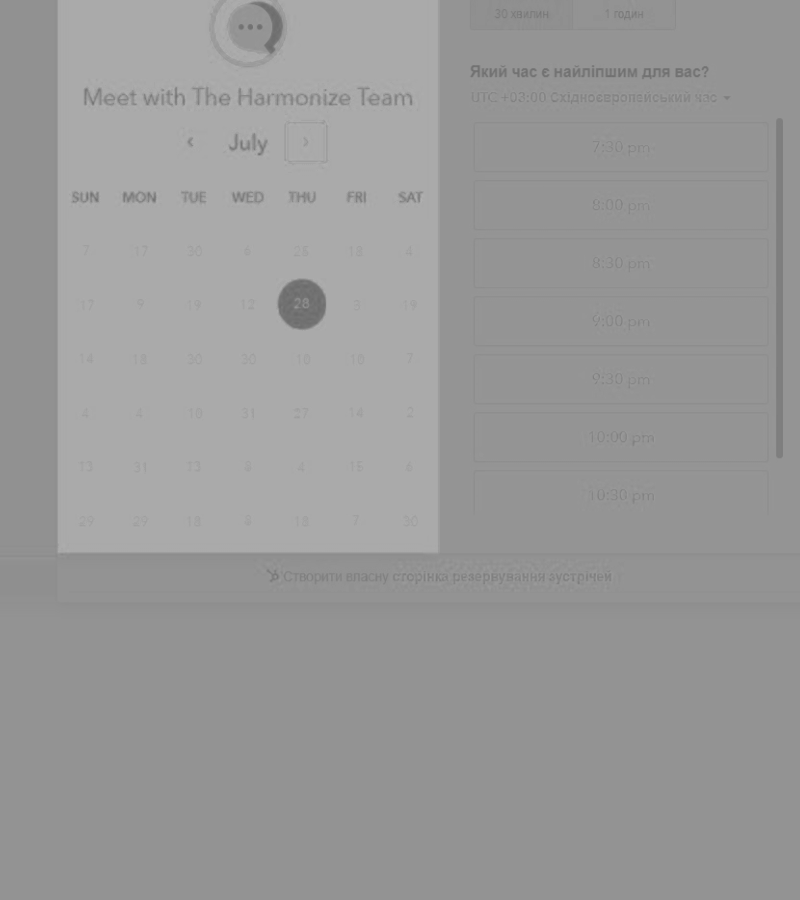 Meet with The Harmonize Team
‹ July ›
SUN MON TUE WED THU FRI SAT
7 17 30 6 25 18 4
17 9 19 12 28 3 19
14 18 30 30 10 10 7
4 4 10 31 27 14 2
13 31 13 4 15 6
29 29 18 18 7 30
30 хвилин 1 годин
Який час є найліпшим для вас?
UTC +03:00 Східноєвропейський час
7:30 pm
8:00 pm
8:30 pm
9:00 pm
9:30 pm
10:00 pm
10:30 pm
Створити власну сторінка резервування зустрічей